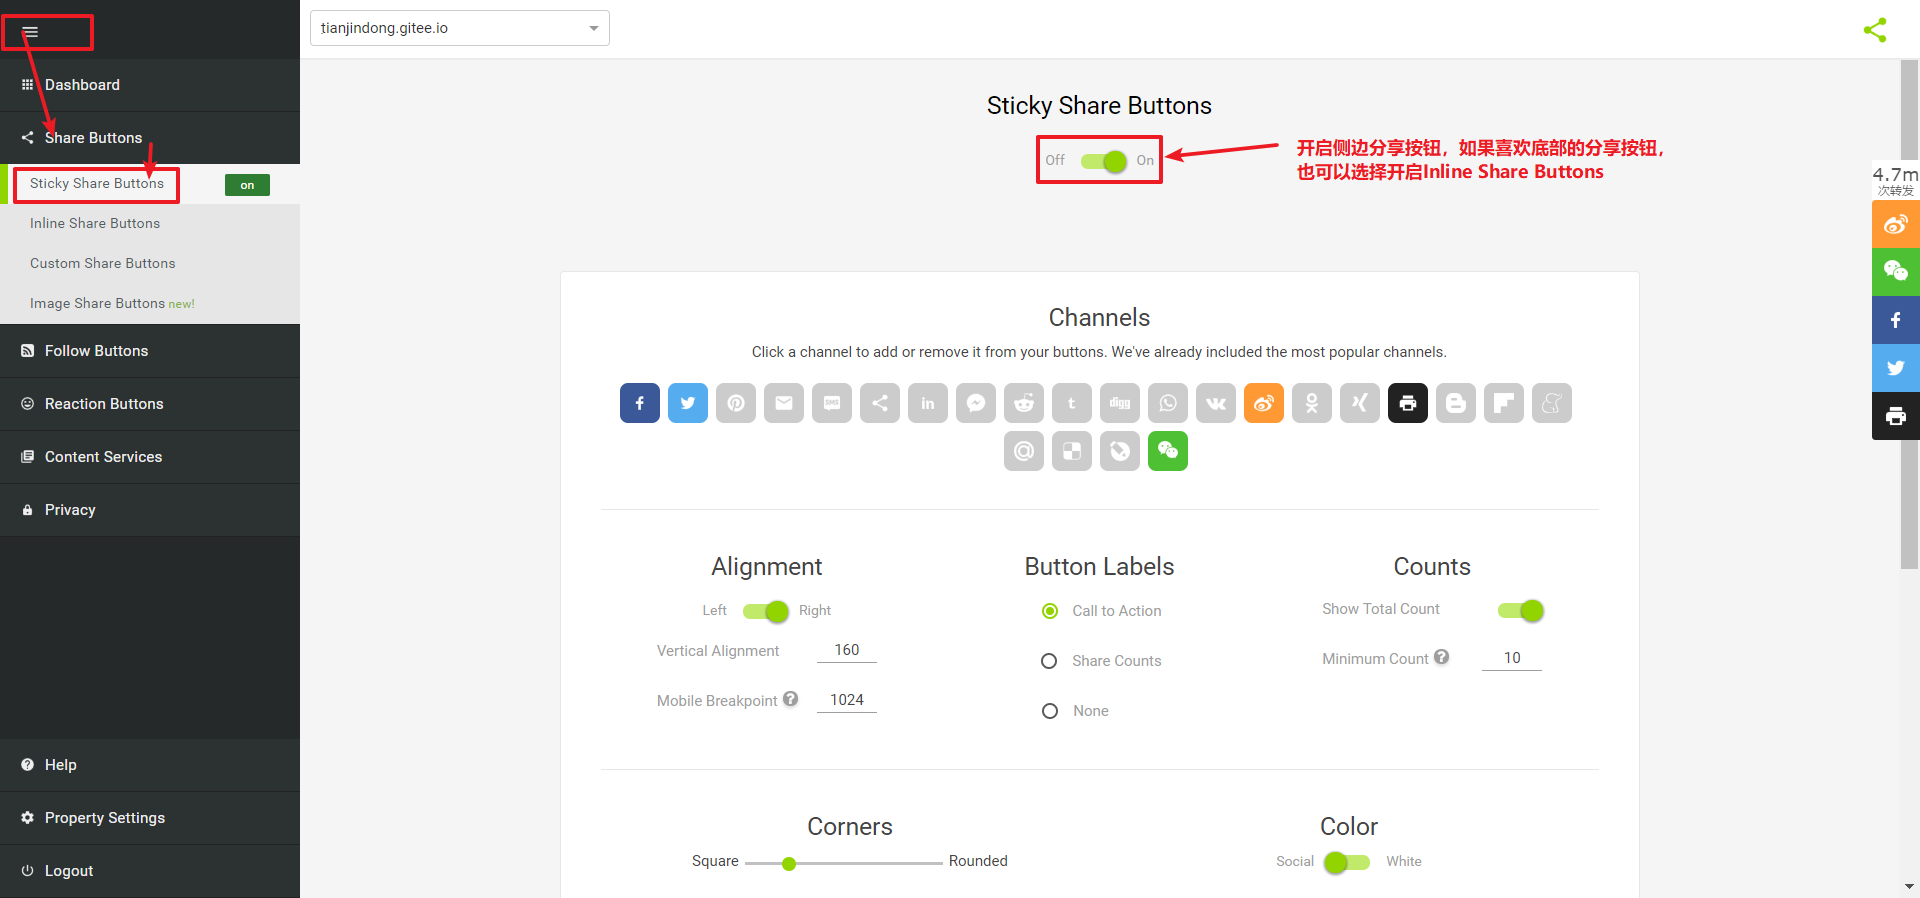 tianjindong.gitee.io
Dashboard
Share Buttons
Sticky Share Buttons
on
Inline Share Buttons
Custom Share Buttons
Image Share Buttons new!
Follow Buttons
Reaction Buttons
Content Services
Privacy
Help
Property Settings
Logout
Sticky Share Buttons
Off On
开启侧边分享按钮，如果喜欢底部的分享按钮，
也可以选择开启Inline Share Buttons
4.7m
次转发
Channels
Click a channel to add or remove it from your buttons. We've already included the most popular channels.
SMS
in
t
digg
Alignment
Left Right
Vertical Alignment 160
Mobile Breakpoint ? 1024
Button Labels
Call to Action
Share Counts
None
Counts
Show Total Count
Minimum Count ? 10
Corners
Square Rounded
Color
Social White